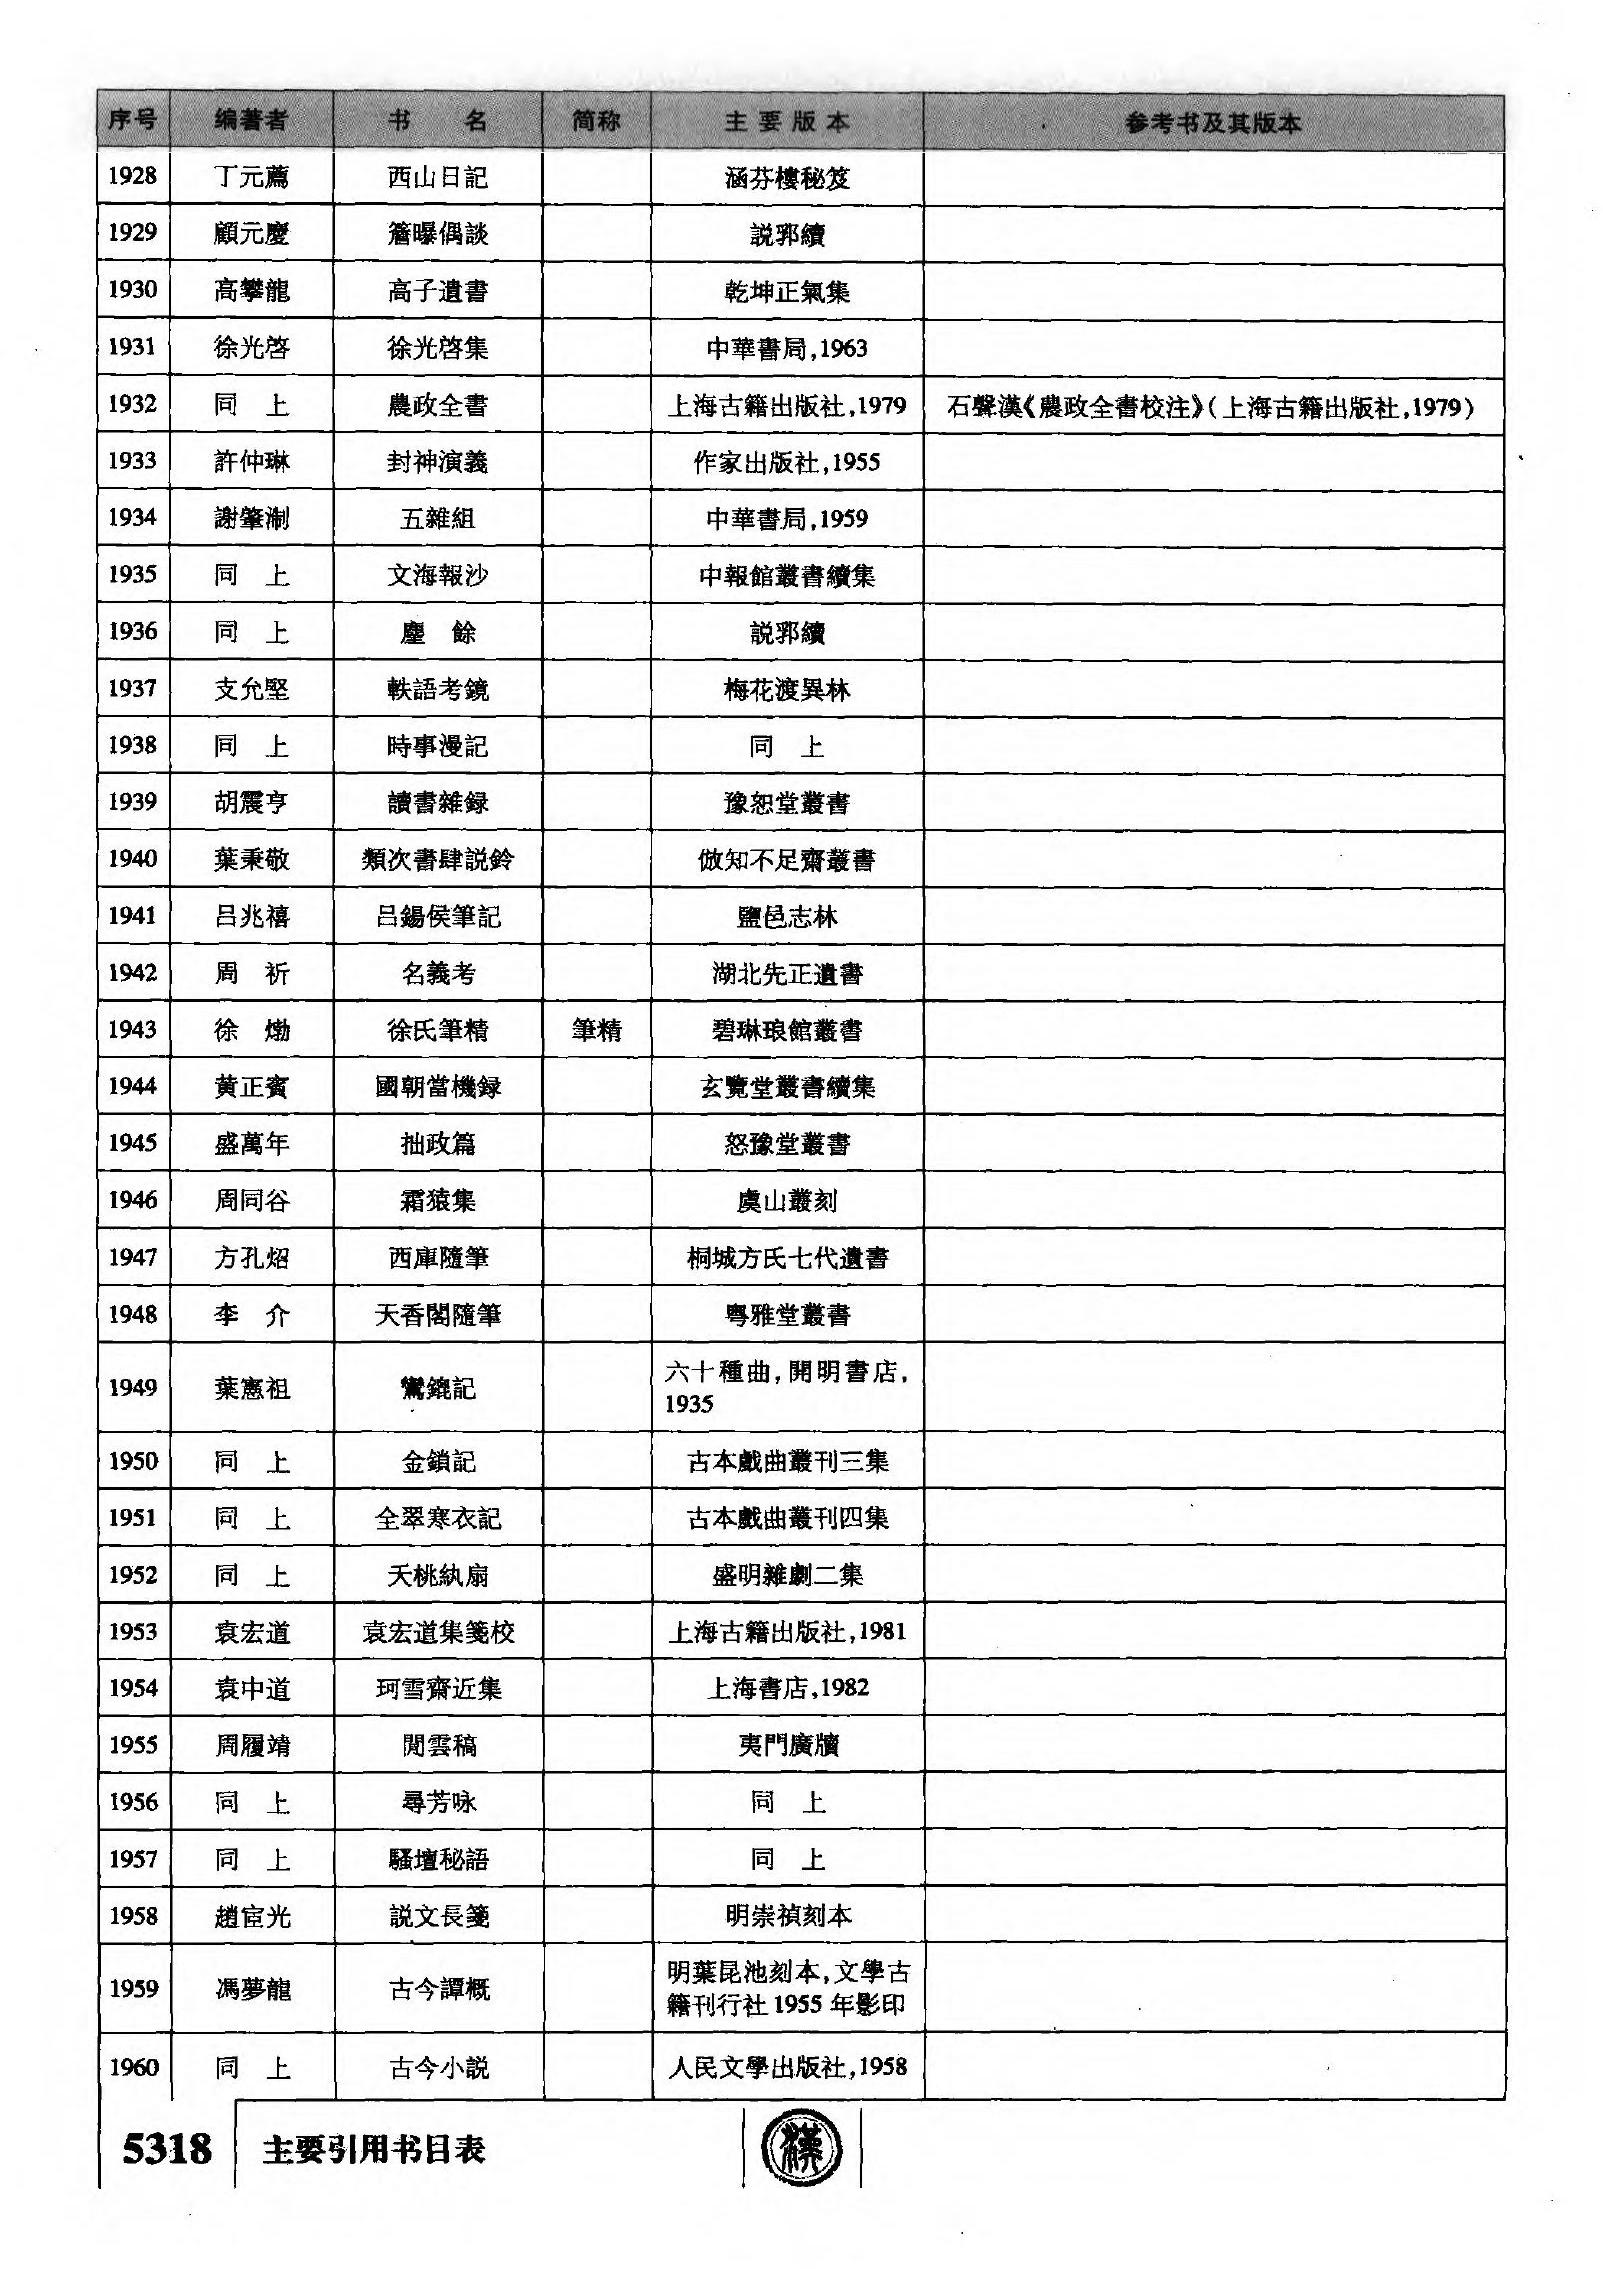 序号 编著者 书 名 简称 主要版本 参考书及其版本
1928 丁元薦 西山日記 涵芬樓秘笈
1929 顧元慶 簷曝偶談 説郛續
1930 高攀龍 高子遺書 乾坤正氣集
1931 徐光啓 徐光啓集 中華書局,1963
1932 同 上 農政全書 上海古籍出版社,1979 石聲漢《農政全書校注》(上海古籍出版社,1979)
1933 許仲琳 封神演義 作家出版社,1955
1934 謝肇淛 五雜組 中華書局,1959
1935 同 上 文海報沙 中報館叢書續集
1936 同 上 塵 餘 説郛續
1937 支允堅 軼語考鏡 梅花渡異林
1938 同 上 時事漫記 同 上
1939 胡震亨 讀書雜録 豫恕堂叢書
1940 葉秉敬 類次書肆説鈴 倣知不足齋叢書
1941 吕兆禧 吕錫侯筆記 鹽邑志林
1942 周 祈 名義考 湖北先正遺書
1943 徐 㷿 徐氏筆精 筆精 碧琳琅館叢書
1944 黄正賓 國朝當機録 玄覽堂叢書續集
1945 盛萬年 拙政篇 怒豫堂叢書
1946 周同谷 霜猿集 虞山叢刻
1947 方孔炤 西庫隨筆 桐城方氏七代遺書
1948 李 介 天香閣隨筆 粤雅堂叢書
1949 葉憲祖 鸞鎞記 六十種曲,開明書店,
1935
1950 同 上 金鎖記 古本戲曲叢刊三集
1951 同 上 全翠寒衣記 古本戲曲叢刊四集
1952 同 上 夭桃紈扇 盛明雜劇二集
1953 袁宏道 袁宏道集箋校 上海古籍出版社,1981
1954 袁中道 珂雪齋近集 上海書店,1982
1955 周履靖 閒雲稿 夷門廣牘
1956 同 上 尋芳咏 同 上
1957 同 上 騷壇秘語 同 上
1958 趙宧光 説文長箋 明崇禎刻本
1959 馮夢龍 古今譚概 明葉昆池刻本,文學古
籍刊行社1955年影印
1960 同 上 古今小説 人民文學出版社,1958
5318 主要引用书目表
漢